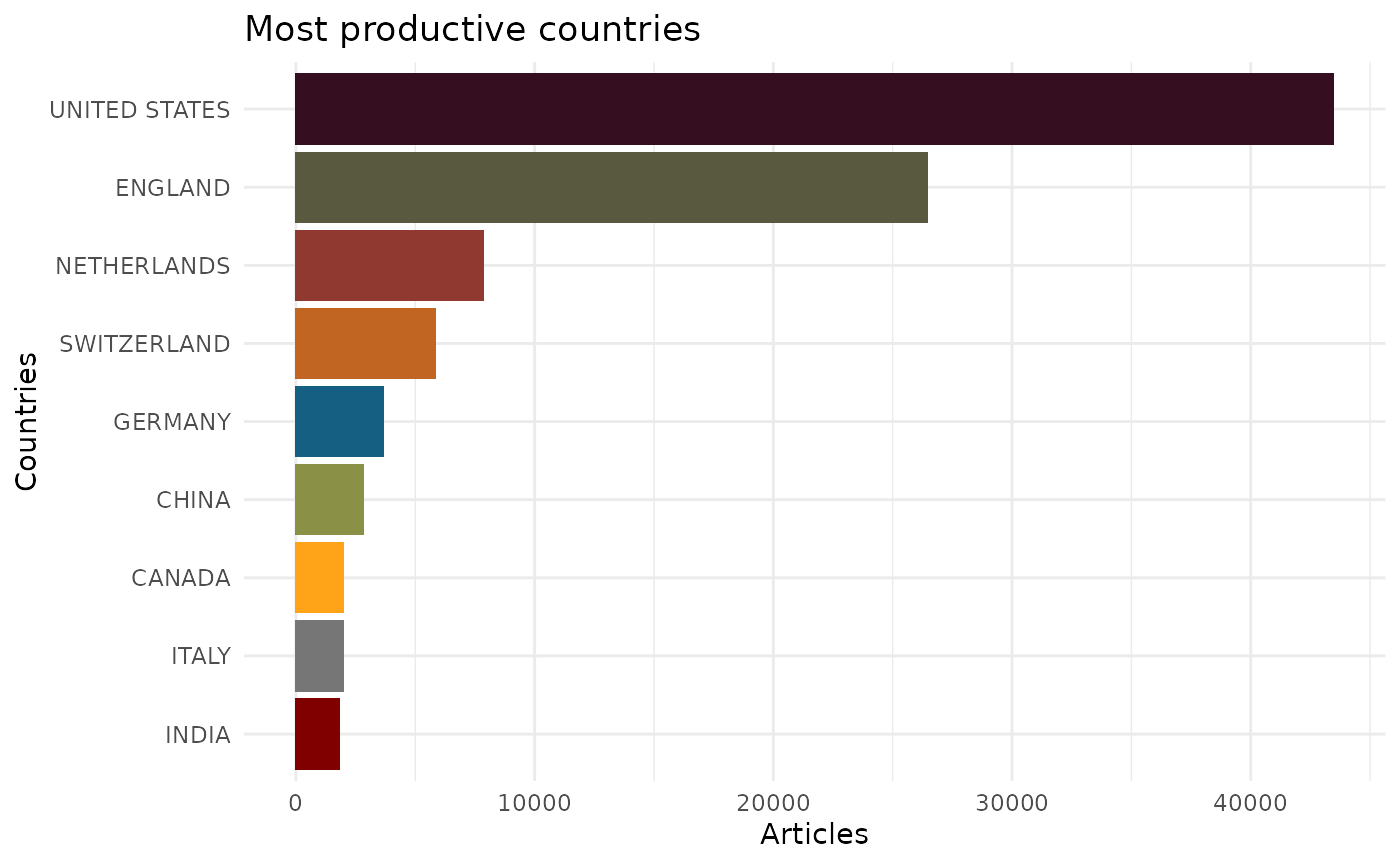 Most productive countries
UNITED STATES
ENGLAND
NETHERLANDS
SWITZERLAND
GERMANY
CHINA
CANADA
ITALY
INDIA
Countries
0 10000 20000 30000 40000
Articles